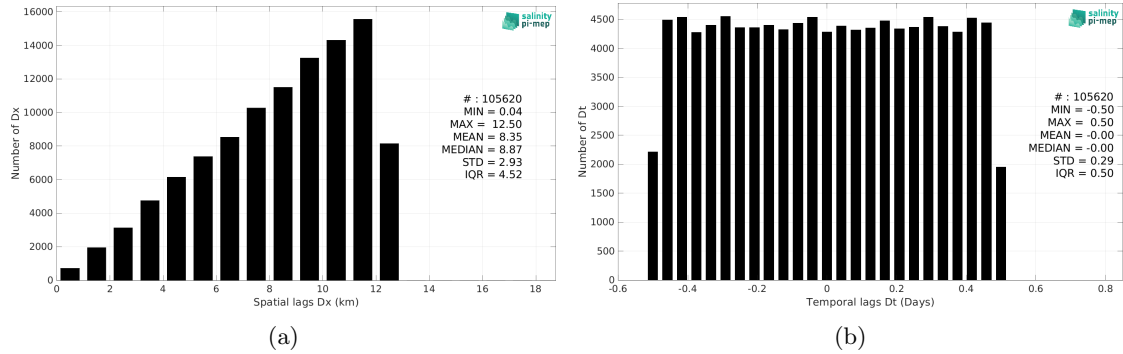 16000
14000
12000
10000
8000
6000
4000
2000
0
Number of Dx
salinity
pi-mep
# : 105620
MIN = 0.04
MAX = 12.50
MEAN = 8.35
MEDIAN = 8.87
STD = 2.93
IQR = 4.52
0 2 4 6 8 10 12 14 16 18
Spatial lags Dx (km)
(a)
4500
4000
3500
3000
2500
2000
1500
1000
500
0
Number of Dt
salinity
pi-mep
# : 105620
MIN = -0.50
MAX = 0.50
MEAN = -0.00
MEDIAN = -0.00
STD = 0.29
IQR = 0.50
-0.6 -0.4 -0.2 0 0.2 0.4 0.6 0.8
Temporal lags Dt (Days)
(b)